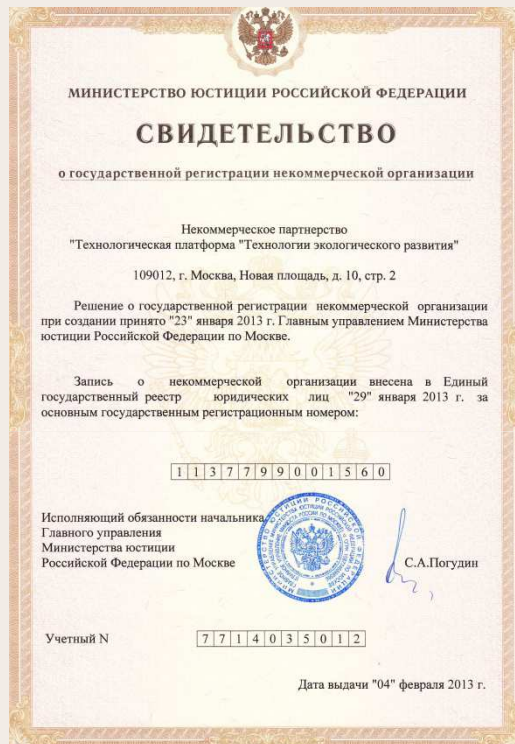 МИНИСТЕРСТВО ЮСТИЦИИ РОССИЙСКОЙ ФЕДЕРАЦИИ
СВИДЕТЕЛЬСТВО
о государственной регистрации некоммерческой организации
Некоммерческое партнерство
"Технологическая платформа "Технологии экологического развития"
109012, г. Москва, Новая площадь, д. 10, стр. 2
Решение о государственной регистрации некоммерческой организации
при создании принято "23" января 2013 г. Главным управлением Министерства
юстиции Российской Федерации по Москве.
Запись о некоммерческой организации внесена в Единый
государственный реестр юридических лиц "29" января 2013 г. за
основным государственным регистрационным номером:
1137799001560
Исполняющий обязанности начальника
Главного управления
Министерства юстиции
Российской Федерации по Москве
С.А.Погудин
Учетный N 7714035012
Дата выдачи "04" февраля 2013 г.